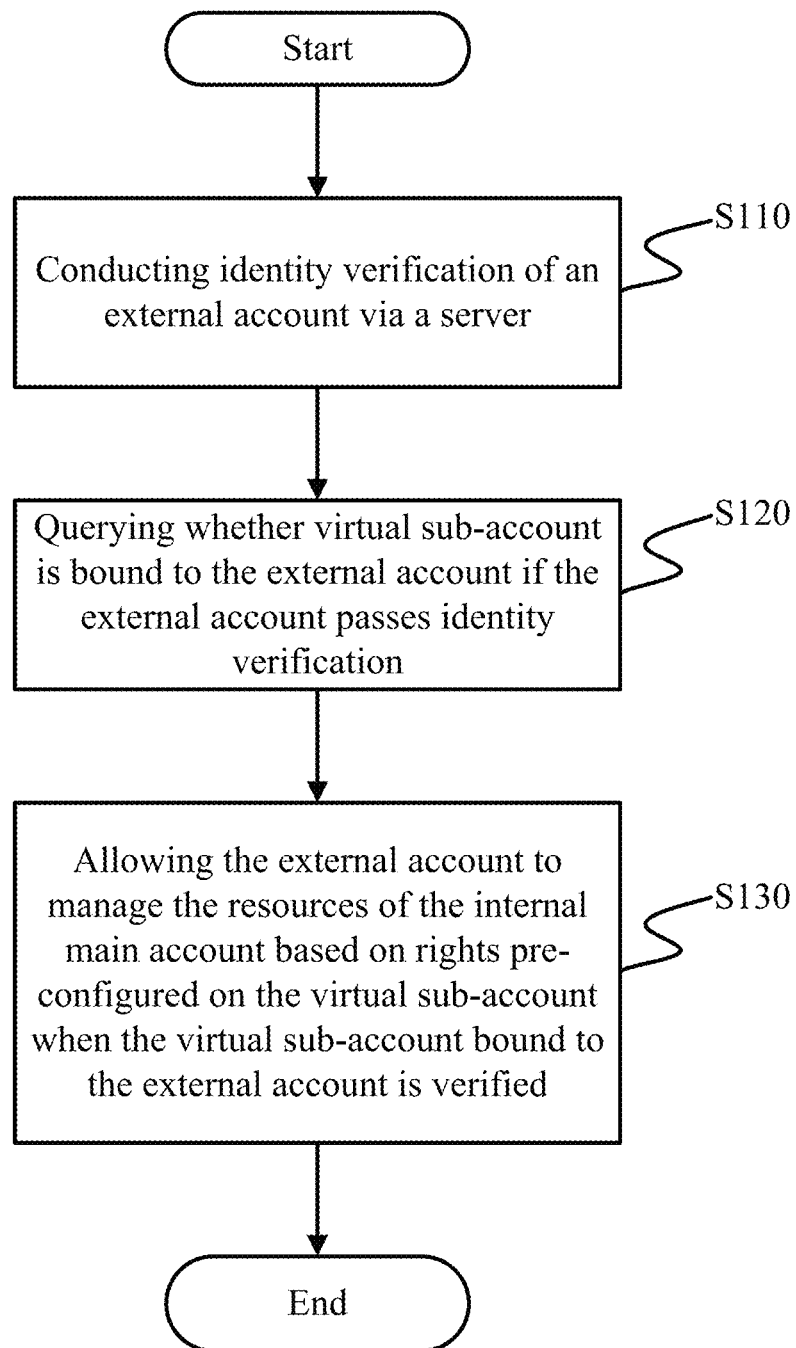 Start
S110
Conducting identity verification of an
external account via a server
S120
Querying whether virtual sub-account
is bound to the external account if the
external account passes identity
verification
S130
Allowing the external account to
manage the resources of the internal
main account based on rights pre-
configured on the virtual sub-account
when the virtual sub-account bound to
the external account is verified
End